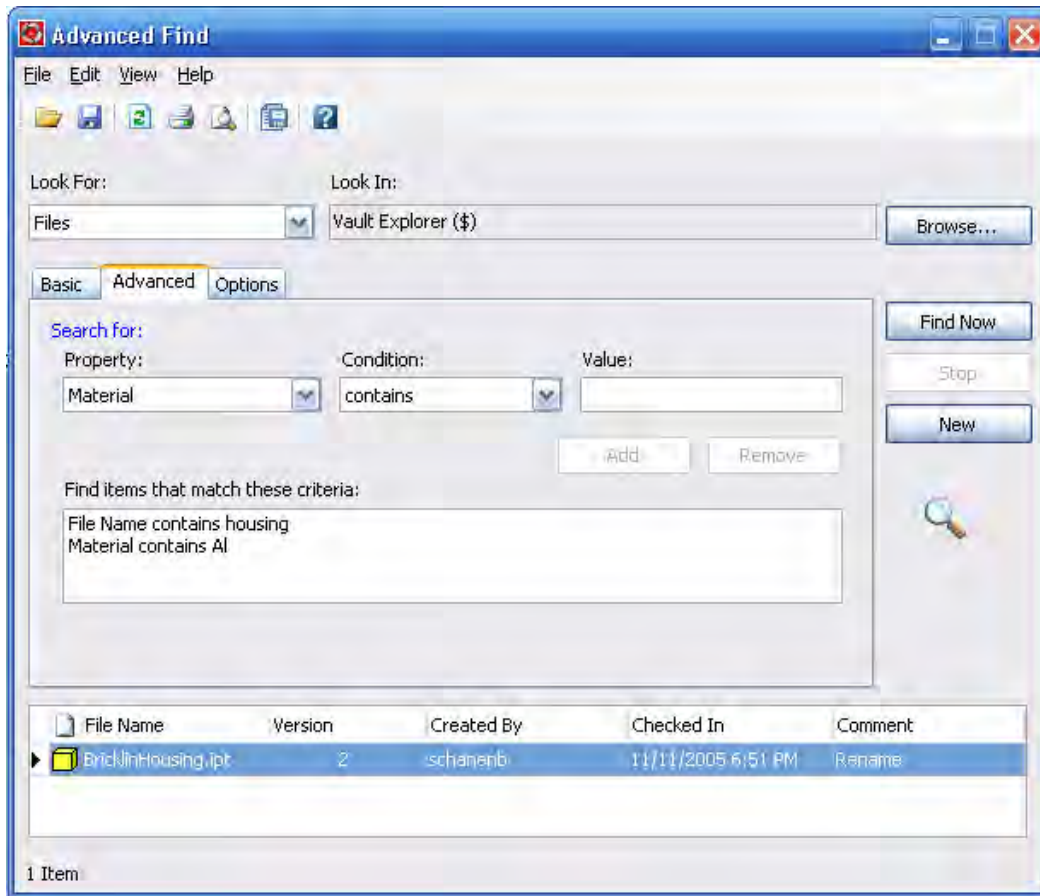 Advanced Find
File Edit View Help
Look For: Look In:
Files Vault Explorer ($) Browse...
Basic Advanced Options
Search for: Find Now
Property: Condition: Value:
Material contains Stop
New
Add Remove
Find items that match these criteria:
File Name contains housing
Material contains Al
File Name Version Created By Checked In Comment
BricklinHousing.ipt 2 schanenb 11/11/2005 6:51 PM Rename
1 Item